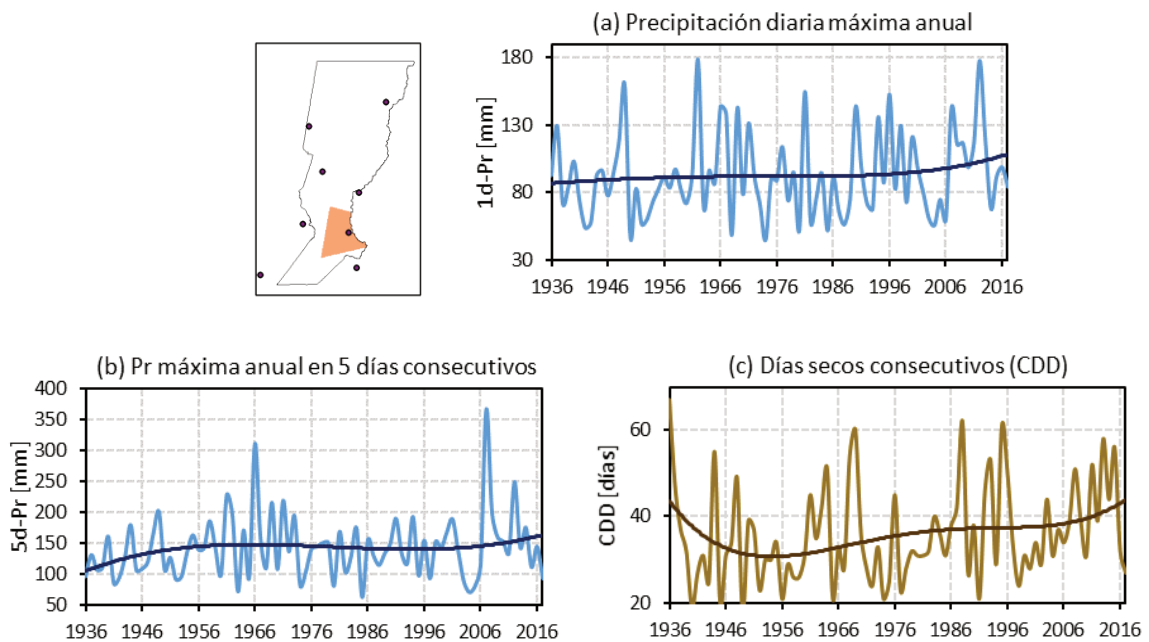 (a) Precipitación diaria máxima anual
1d-Pr [mm]
180
130
80
30
1936 1946 1956 1966 1976 1986 1996 2006 2016
(b) Pr máxima anual en 5 días consecutivos
5d-Pr [mm]
400
350
300
250
200
150
100
50
1936 1946 1956 1966 1976 1986 1996 2006 2016
(c) Días secos consecutivos (CDD)
CDD [días]
60
40
20
1936 1946 1956 1966 1976 1986 1996 2006 2016